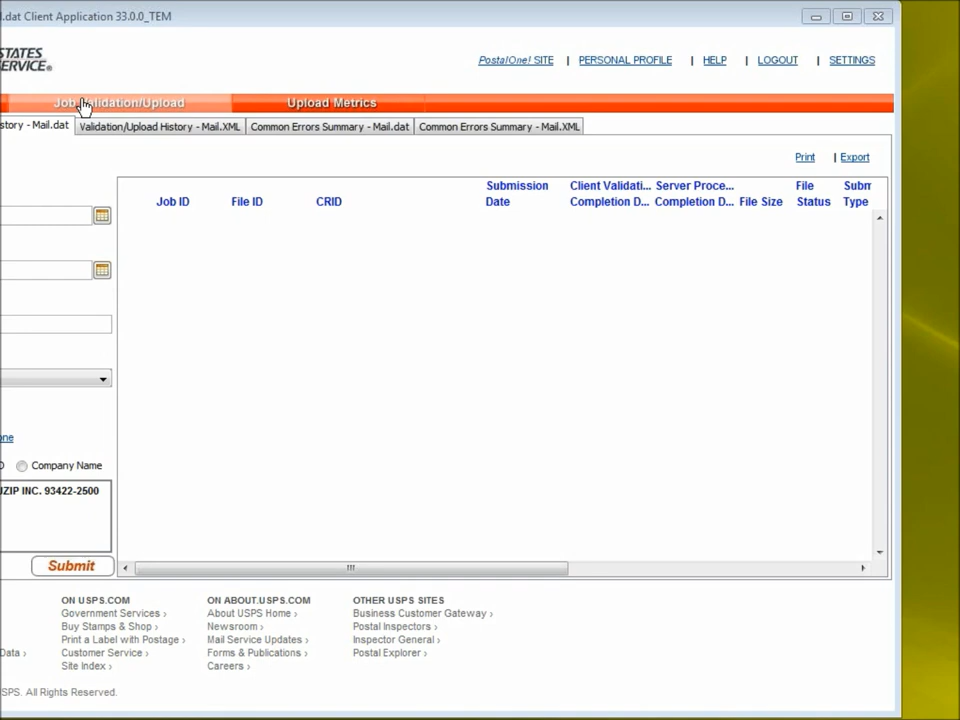 l.dat Client Application 33.0.0_TEM
STATES
ERVICE®
PostalOne! SITE | PERSONAL PROFILE | HELP | LOGOUT | SETTINGS
Job Validation/Upload Upload Metrics
story - Mail.dat Validation/Upload History - Mail.XML Common Errors Summary - Mail.dat Common Errors Summary - Mail.XML
Print | Export
Submission Client Validati... Server Proce... File Subm
Job ID File ID CRID Date Completion D... Completion D... File Size Status Type
one
D Company Name
UZIP INC. 93422-2500
Submit
ON USPS.COM ON ABOUT.USPS.COM OTHER USPS SITES
Government Services › About USPS Home › Business Customer Gateway ›
Buy Stamps & Shop › Newsroom › Postal Inspectors ›
Print a Label with Postage › Mail Service Updates › Inspector General ›
Data › Customer Service › Forms & Publications › Postal Explorer ›
Site Index › Careers ›
SPS. All Rights Reserved.